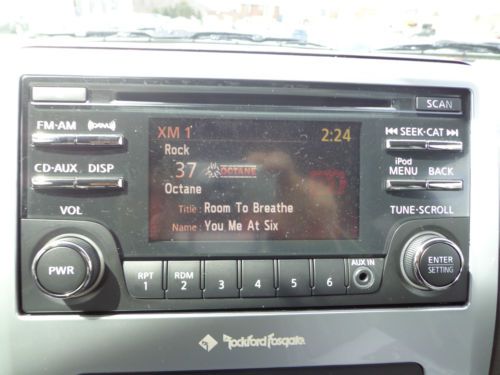 SCAN
FM-AM
XM 1
2:24
SEEK·CAT
Rock
CD·AUX DISP
37 OCTANE
iPod
MENU BACK
Octane
VOL
Title : Room To Breathe
TUNE·SCROLL
Name : You Me At Six
PWR
ENTER
SETTING
RPT
1
RDM
2
3
4
5
6
AUX IN
Rockford Fosgate